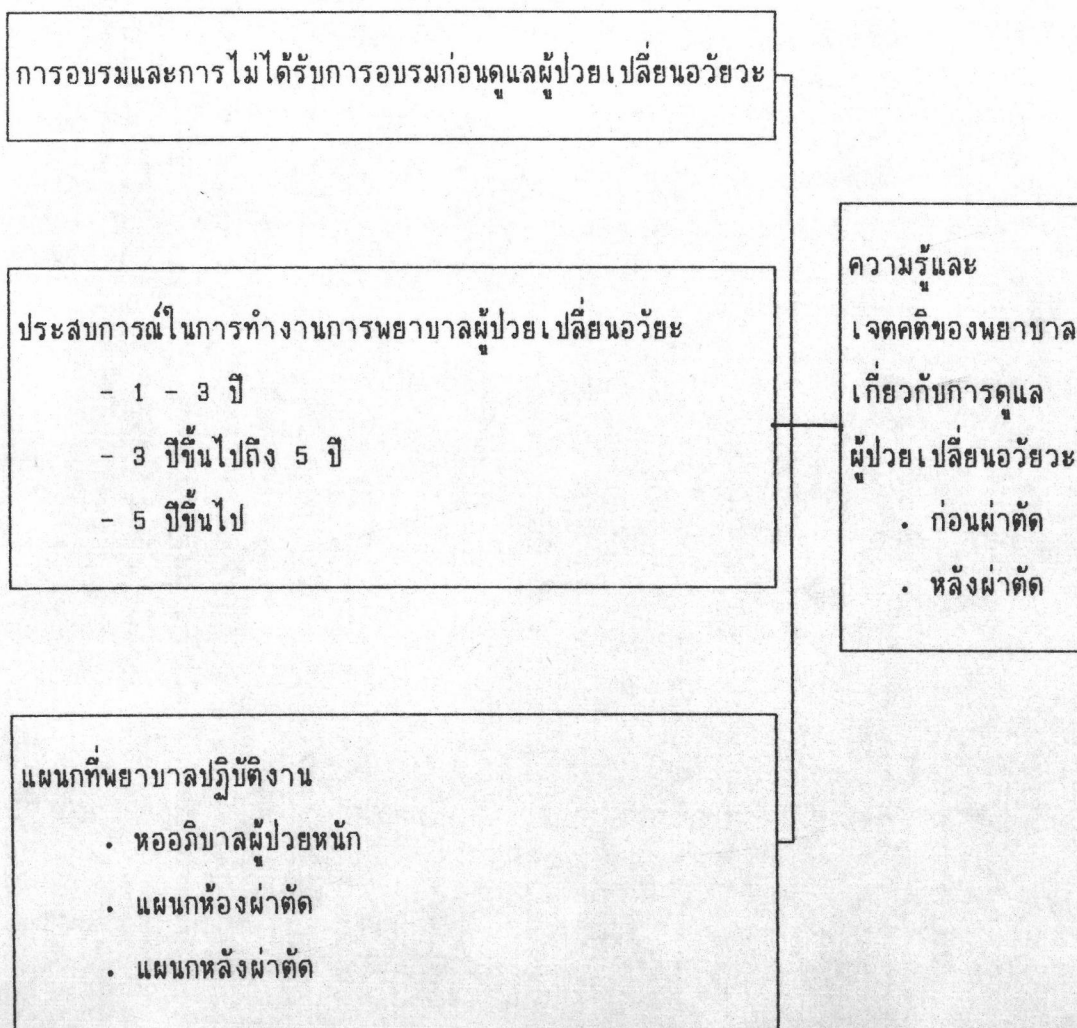 การอบรมและการไม่ได้รับการอบรมก่อนดูแลผู้ป่วยเปลี่ยนอวัยวะ
ประสบการณ์ในการทำงานการพยาบาลผู้ป่วยเปลี่ยนอวัยะ
- 1 - 3 ปี
- 3 ปีขึ้นไปถึง 5 ปี
- 5 ปีขึ้นไป
แผนกที่พยาบาลปฏิบัติงาน
. หออภิบาลผู้ป่วยหนัก
. แผนกห้องผ่าตัด
. แผนกหลังผ่าตัด
ความรู้และ
เจตคติของพยาบาล
เกี่ยวกับการดูแล
ผู้ป่วยเปลี่ยนอวัยวะ
. ก่อนผ่าตัด
. หลังผ่าตัด